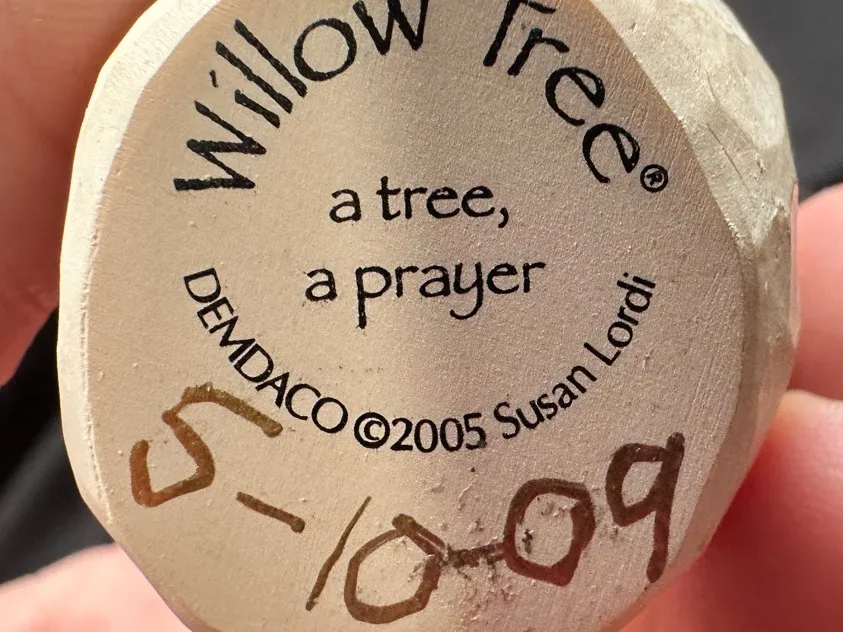 Willow Tree®
a tree,
a prayer
DEMDACO ©2005 Susan Lordi
5-10-09